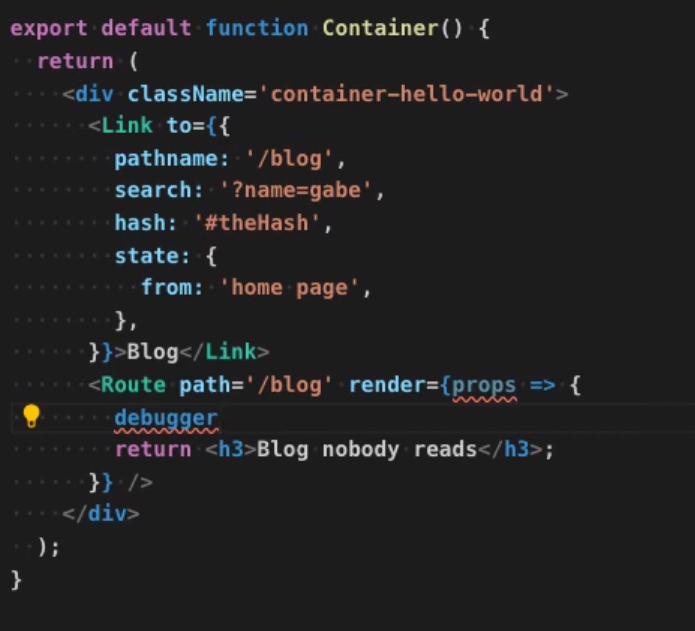 export default function Container() {
  return (
    <div className='container-hello-world'>
      <Link to={{
        pathname: '/blog',
        search: '?name=gabe',
        hash: '#theHash',
        state: {
          from: 'home page',
        },
      }}>Blog</Link>
      <Route path='/blog' render={props => {
        debugger
        return <h3>Blog nobody reads</h3>;
      }} />
    </div>
  );
}